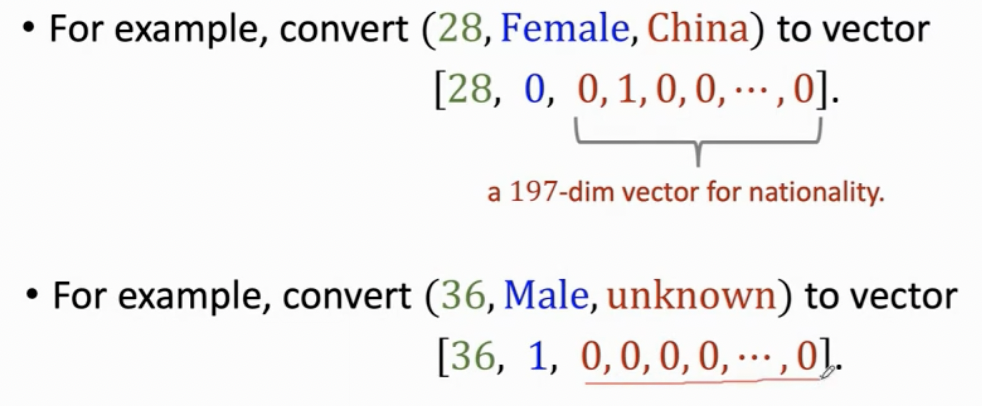 • For example, convert (28, Female, China) to vector
[28, 0, 0, 1, 0, 0, ⋯ , 0].
a 197-dim vector for nationality.
• For example, convert (36, Male, unknown) to vector
[36, 1, 0, 0, 0, 0, ⋯ , 0].